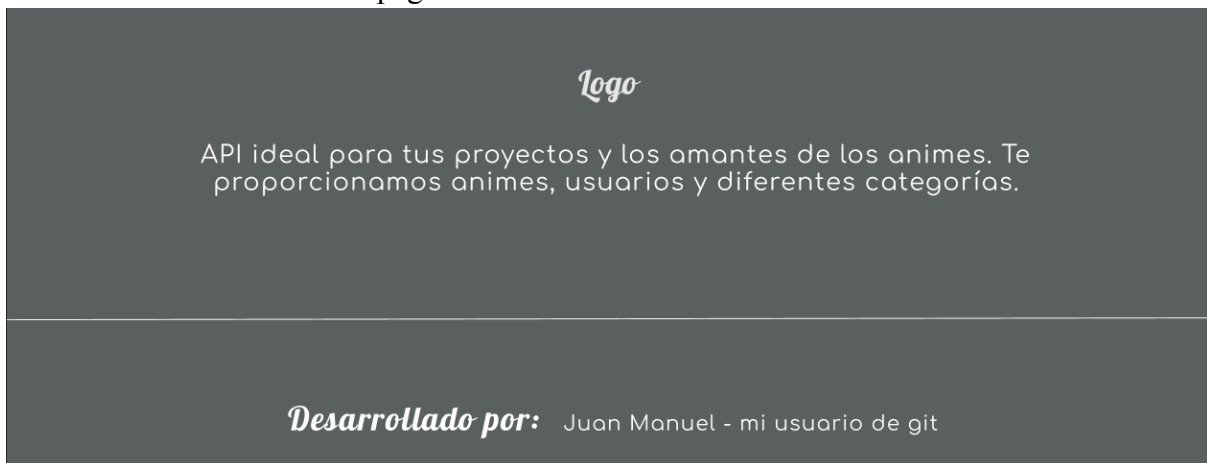 Logo
API ideal para tus proyectos y los amantes de los animes. Te
proporcionamos animes, usuarios y diferentes categorías.
Desarrollado por: Juan Manuel - mi usuario de git